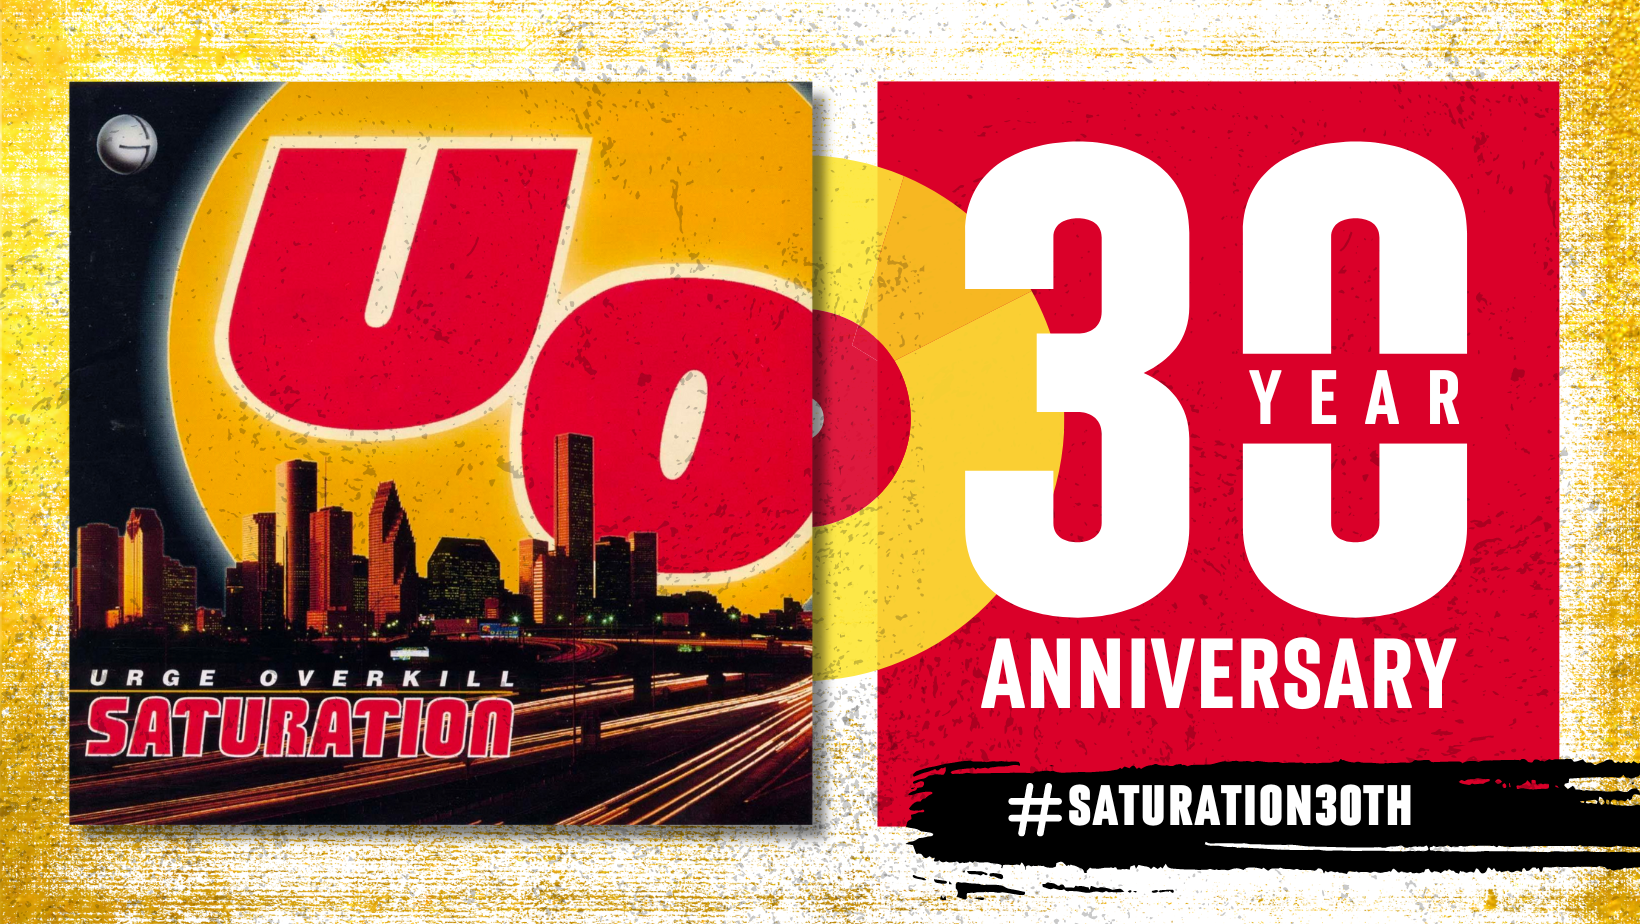 UO
URGE OVERKILL
SATURATION
30
YEAR
ANNIVERSARY
#SATURATION30TH